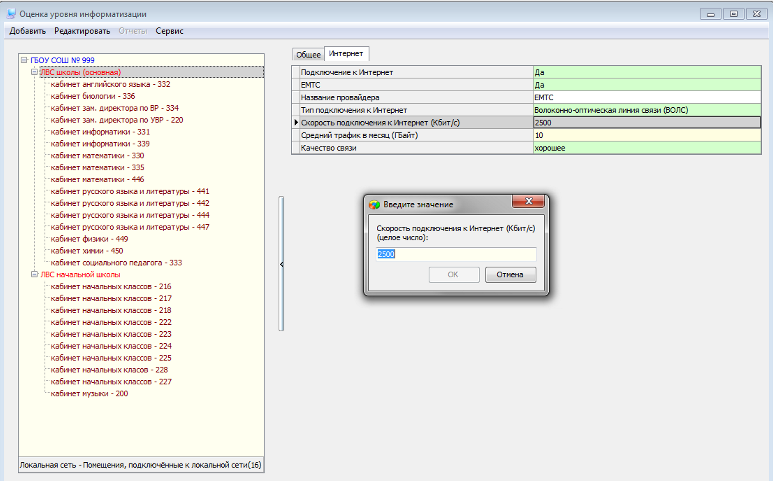 Оценка уровня информатизации
Добавить Редактировать Отчеты Сервис
ГБОУ СОШ № 999
ЛВС школы (основная)
кабинет английского языка - 332
кабинет биологии - 336
кабинет зам. директора по ВР - 334
кабинет зам. директора по УВР - 220
кабинет информатики - 331
кабинет информатики - 339
кабинет математики - 330
кабинет математики - 335
кабинет математики - 446
кабинет русского языка и литературы - 441
кабинет русского языка и литературы - 442
кабинет русского языка и литературы - 444
кабинет русского языка и литературы - 447
кабинет физики - 449
кабинет химии - 450
кабинет социального педагога - 333
ЛВС начальной школы
кабинет начальных классов - 216
кабинет начальных классов - 217
кабинет начальных классов - 218
кабинет начальных классов - 222
кабинет начальных классов - 223
кабинет начальных классов - 224
кабинет начальных классов - 225
кабинет начальных класов - 228
кабинет начальных классов - 227
кабинет музыки - 200
Локальная сеть - Помещения, подключённые к локальной сети(16)
Общее Интернет
Подключение к Интернет Да
ЕМТС Да
Название провайдера ЕМТС
Тип подключения к Интернет Волоконно-оптическая линия связи (ВОЛС)
Скорость подключения к Интернет (Кбит/с) 2500
Средний трафик в месяц (ГБайт) 10
Качество связи хорошее
Введите значение
Скорость подключения к Интернет (Кбит/с)
(целое число):
2500
ОК Отмена